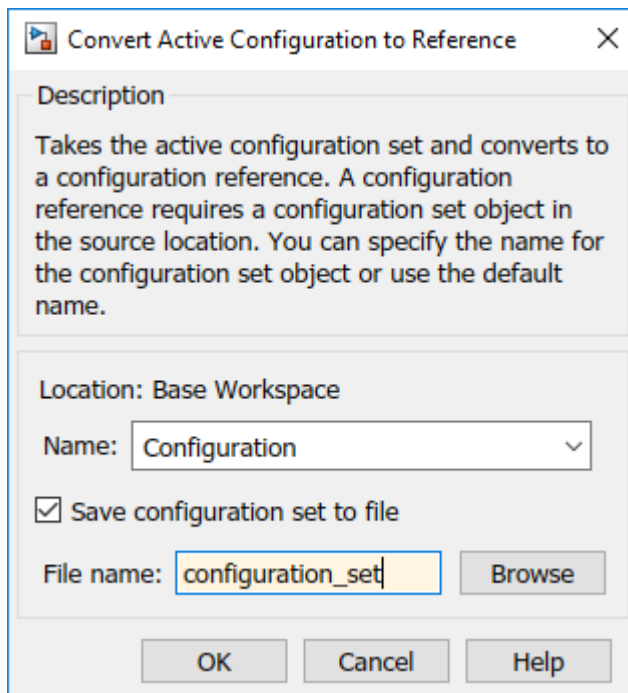 Convert Active Configuration to Reference
Description
Takes the active configuration set and converts to
a configuration reference. A configuration
reference requires a configuration set object in
the source location. You can specify the name for
the configuration set object or use the default
name.
Location: Base Workspace
Name: Configuration
Save configuration set to file
File name: configuration_set Browse
OK Cancel Help